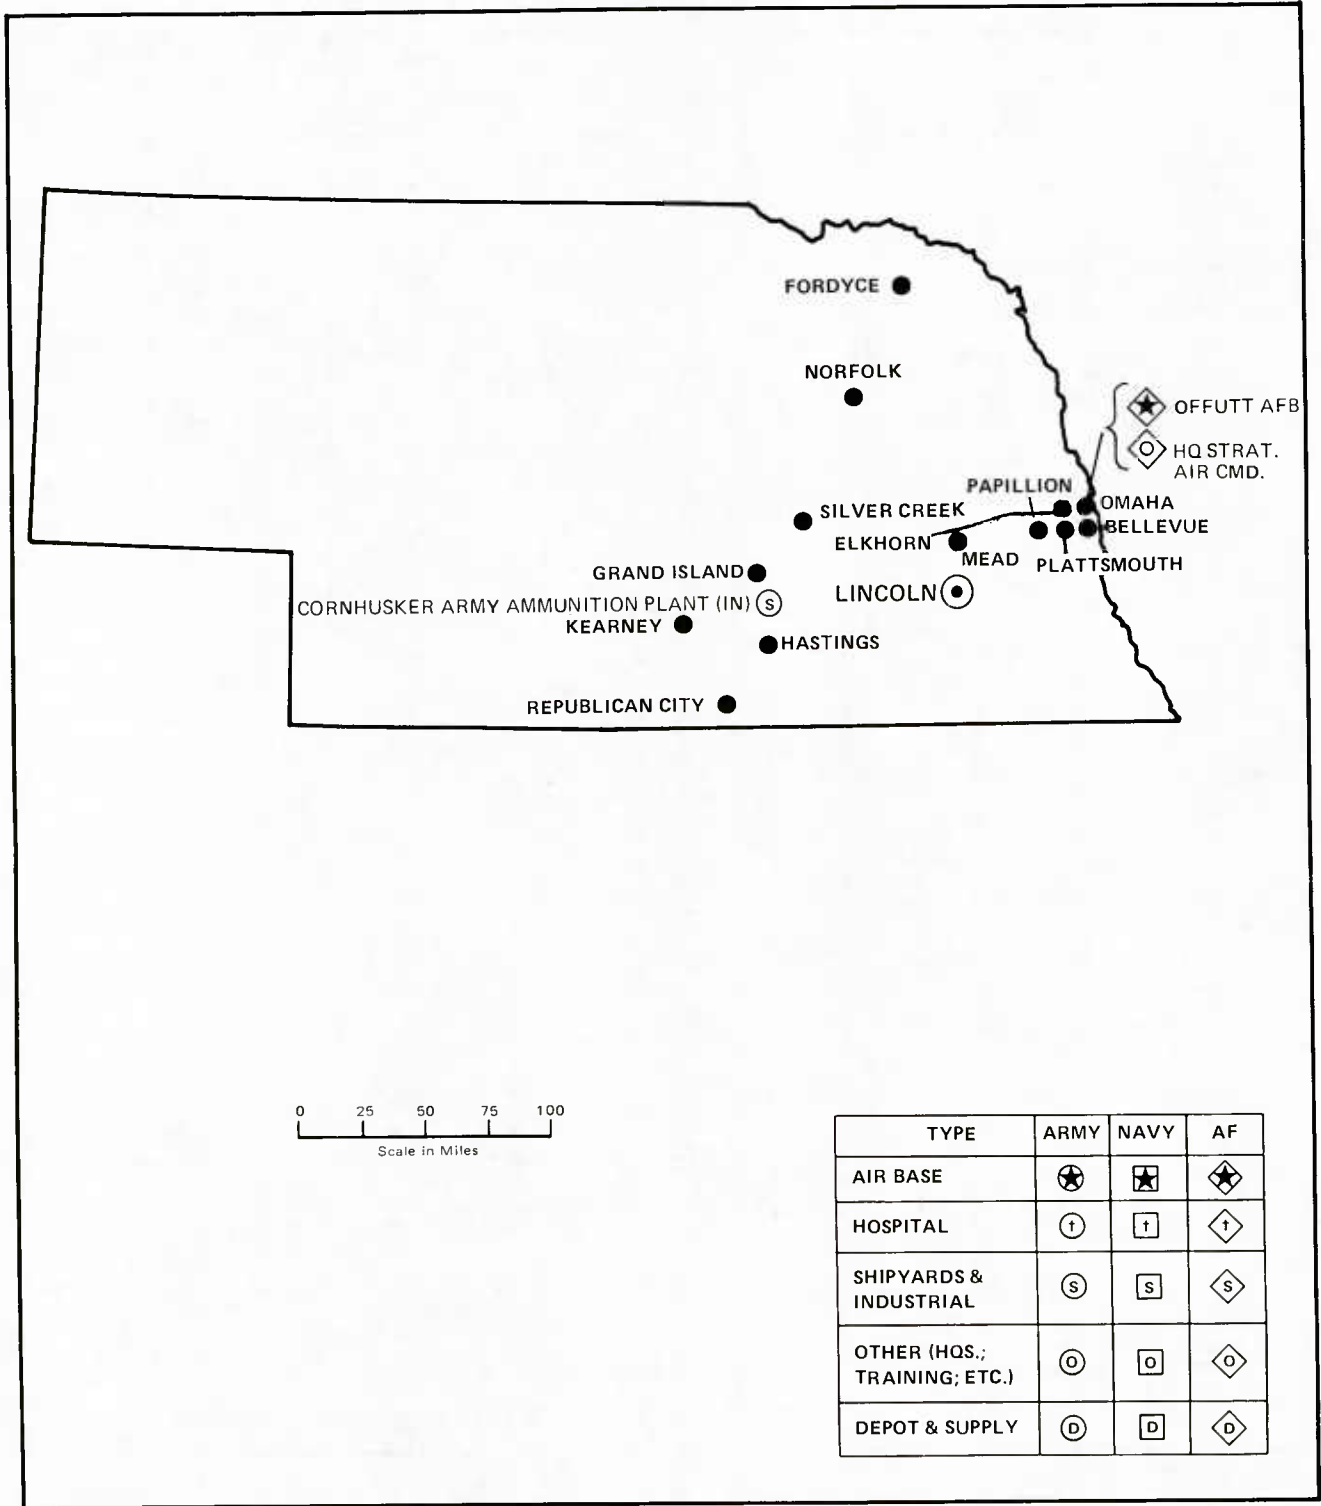 FORDYCE
NORFOLK
OFFUTT AFB
O HQ STRAT.
AIR CMD.
PAPILLION
OMAHA
SILVER CREEK
BELLEVUE
ELKHORN
MEAD
PLATTSMOUTH
GRAND ISLAND
LINCOLN
CORNHUSKER ARMY AMMUNITION PLANT (IN) S
KEARNEY
HASTINGS
REPUBLICAN CITY
0 25 50 75 100
Scale in Miles
TYPE ARMY NAVY AF
AIR BASE
HOSPITAL † † †
SHIPYARDS &
INDUSTRIAL S S S
OTHER (HQS.;
TRAINING; ETC.) O O O
DEPOT & SUPPLY D D D